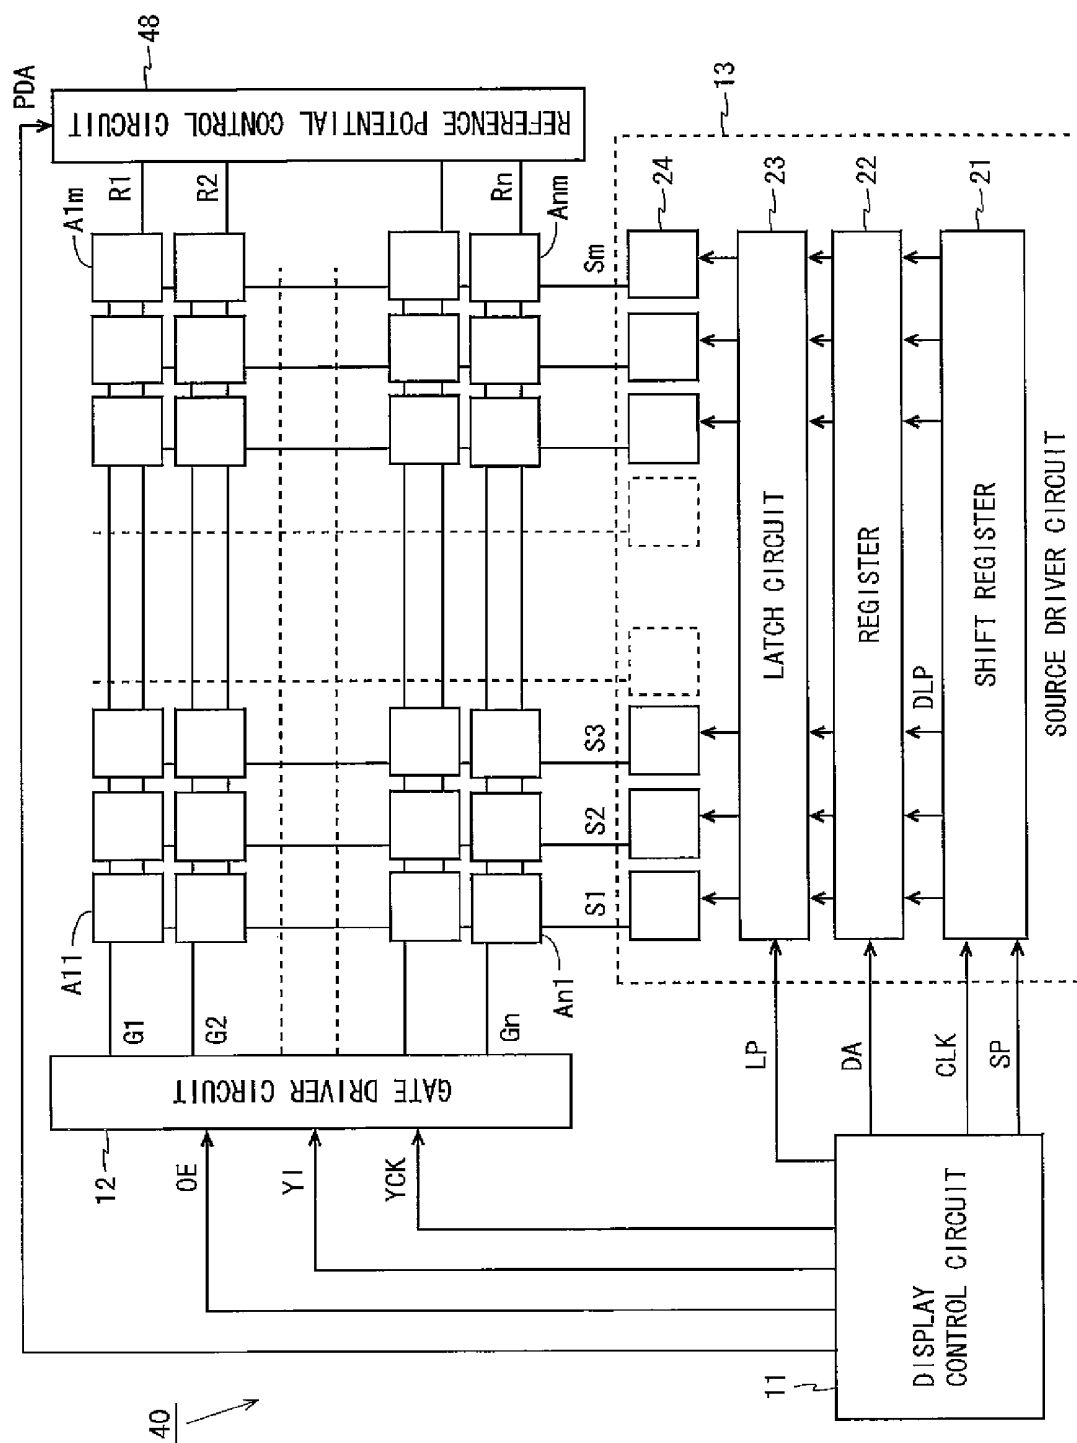 40
PDA
48
REFERENCE POTENTIAL CONTROL CIRCUIT
R1
R2
Rn
A1m
Anm
A11
An1
G1
G2
Gn
12
GATE DRIVER CIRCUIT
OE
YI
YCK
S1
S2
S3
Sm
13
24
23
22
21
LATCH CIRCUIT
REGISTER
DLP
SHIFT REGISTER
SOURCE DRIVER CIRCUIT
LP
DA
CLK
SP
11
DISPLAY
CONTROL CIRCUIT